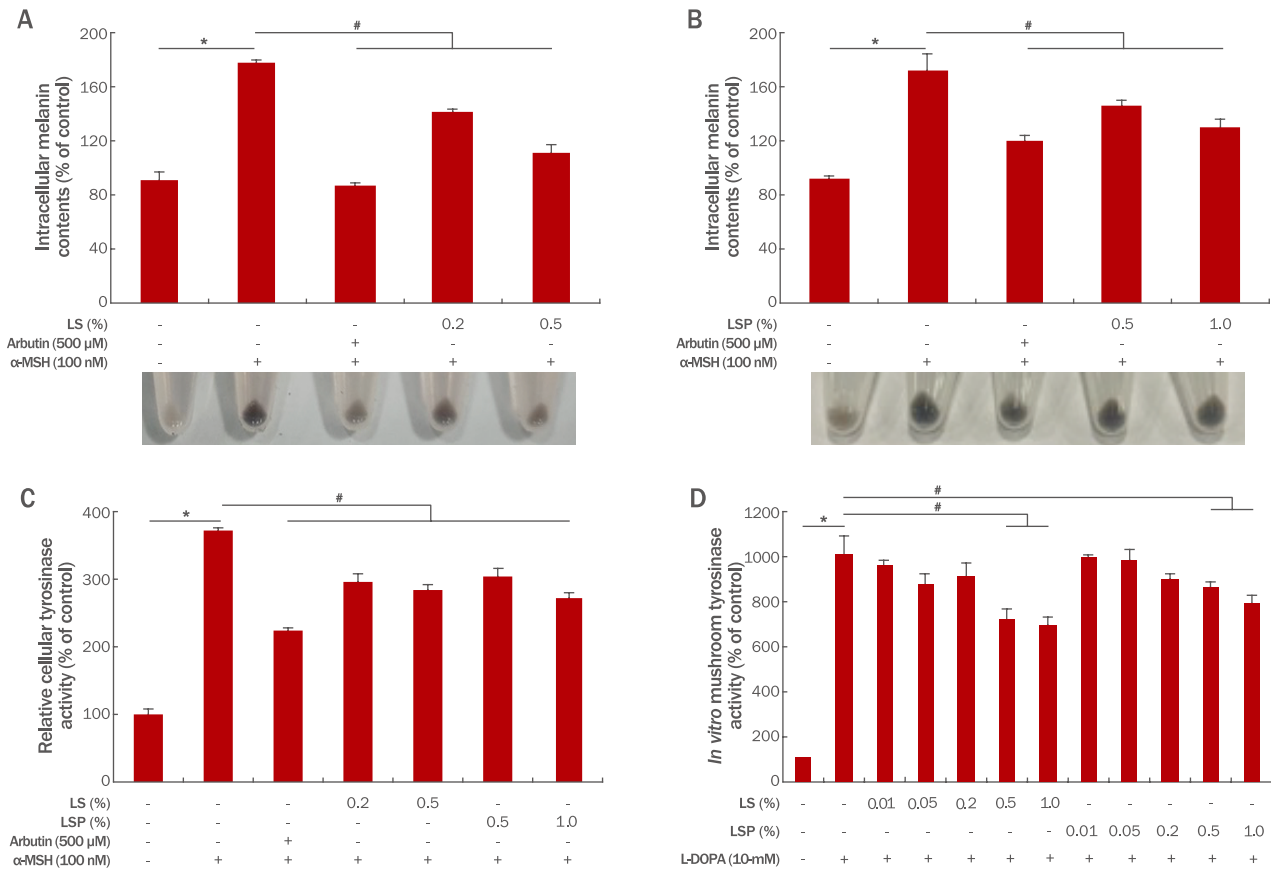 A
Intracellular melanin
contents (% of control)
200
160
120
80
40
0
*
#
LS (%) - - - 0.2 0.5
Arbutin (500 μM) - - + - -
α-MSH (100 nM) - + + + +
B
Intracellular melanin
contents (% of control)
200
160
120
80
40
0
*
#
LSP (%) - - - 0.5 1.0
Arbutin (500 μM) - - + - -
α-MSH (100 nM) - + + + +
C
Relative cellular tyrosinase
activity (% of control)
400
300
200
100
0
*
#
LS (%) - - - 0.2 0.5 - -
LSP (%) - - - - - 0.5 1.0
Arbutin (500 μM) - - + - - - -
α-MSH (100 nM) - + + + + + +
D
In vitro mushroom tyrosinase
activity (% of control)
1200
1000
800
600
400
200
0
*
#
#
LS (%) - - 0.01 0.05 0.2 0.5 1.0 - - - - -
LSP (%) - - - - - - - 0.01 0.05 0.2 0.5 1.0
L-DOPA (10-mM) - + + + + + + + + + + +